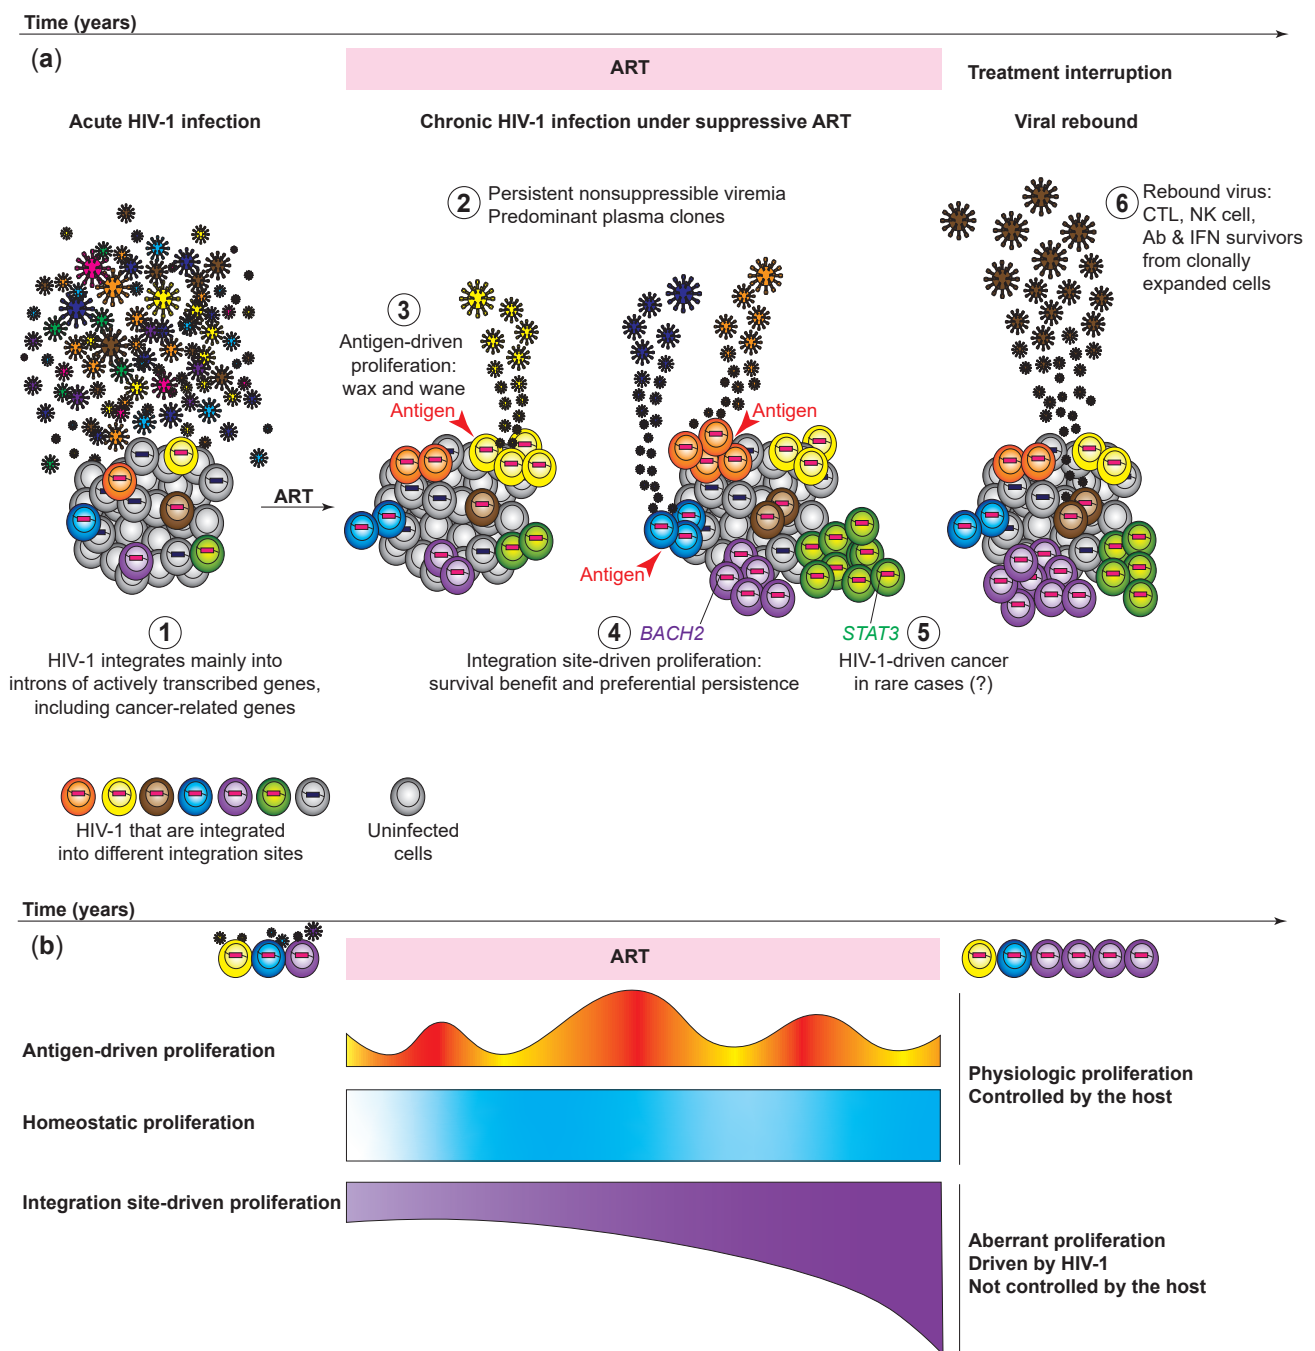 Time (years)
(a)
ART
Treatment interruption
Acute HIV-1 infection
Chronic HIV-1 infection under suppressive ART
Viral rebound
2 Persistent nonsuppressible viremia
Predominant plasma clones
6 Rebound virus:
CTL, NK cell,
Ab & IFN survivors
from clonally
expanded cells
3
Antigen-driven
proliferation:
wax and wane
Antigen
Antigen
ART
Antigen
1
HIV-1 integrates mainly into
introns of actively transcribed genes,
including cancer-related genes
4 BACH2
Integration site-driven proliferation:
survival benefit and preferential persistence
STAT3 5
HIV-1-driven cancer
in rare cases (?)
HIV-1 that are integrated
into different integration sites
Uninfected
cells
Time (years)
(b)
ART
Antigen-driven proliferation
Homeostatic proliferation
Physiologic proliferation
Controlled by the host
Integration site-driven proliferation
Aberrant proliferation
Driven by HIV-1
Not controlled by the host